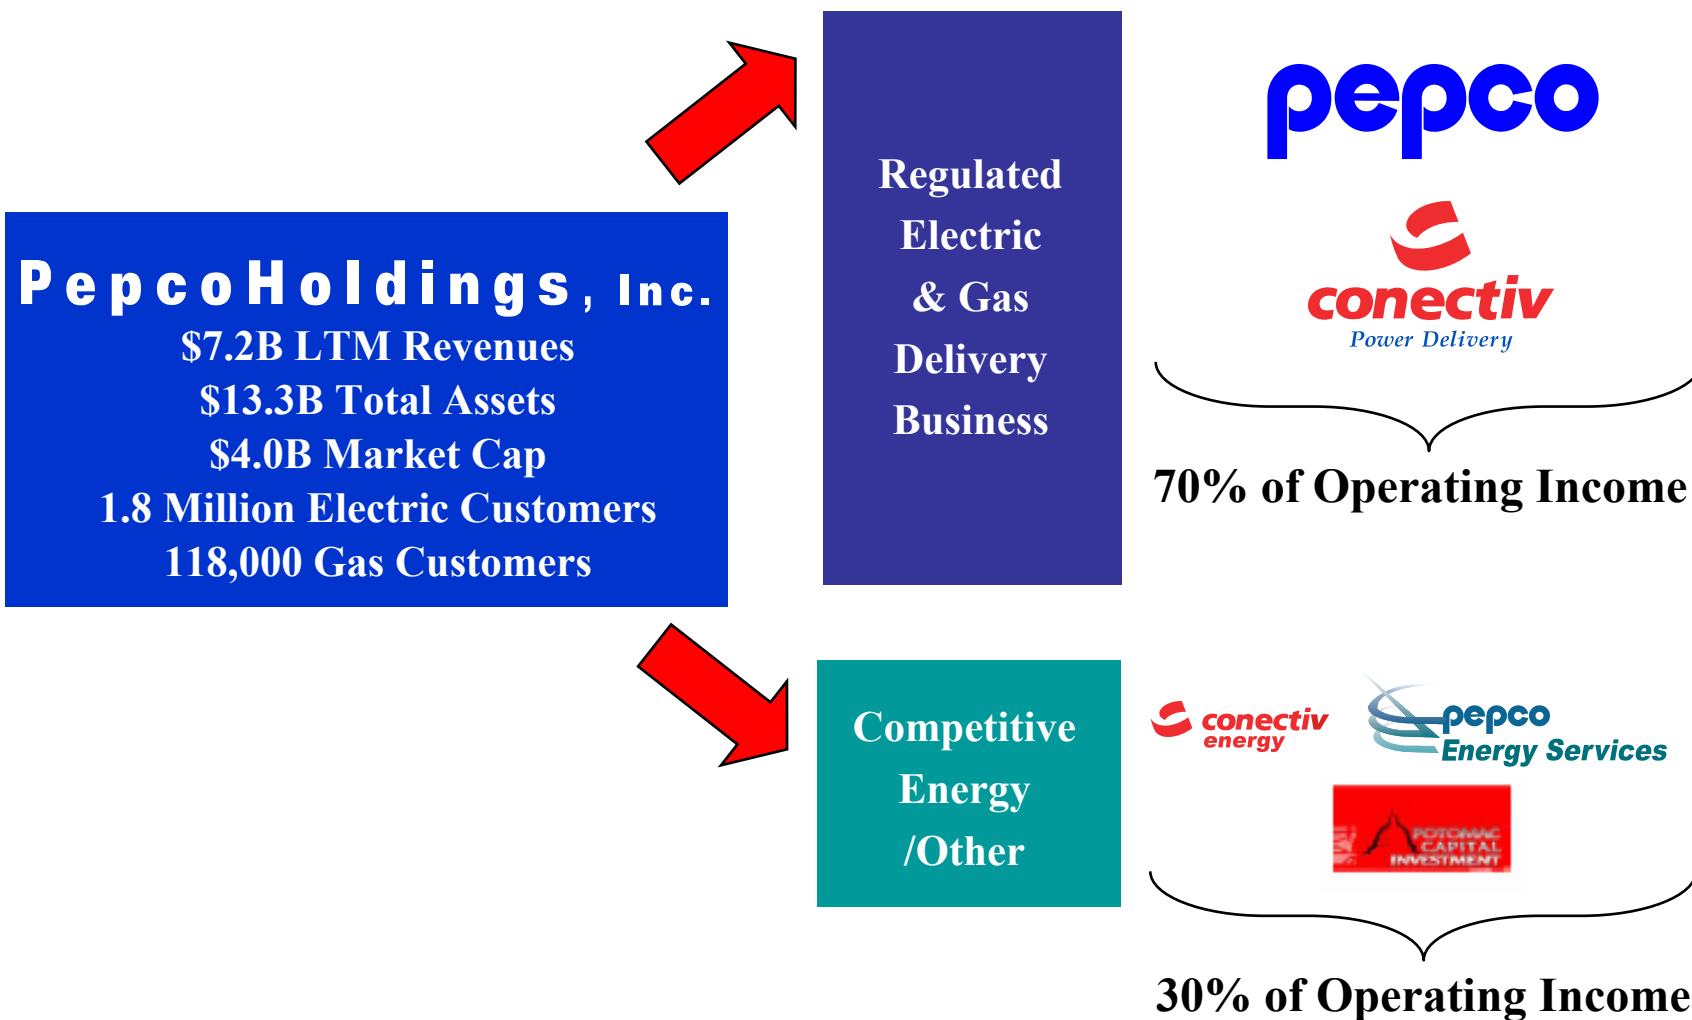 PepcoHoldings, Inc.
$7.2B LTM Revenues
$13.3B Total Assets
$4.0B Market Cap
1.8 Million Electric Customers
118,000 Gas Customers
Regulated
Electric
& Gas
Delivery
Business
pepco
conectiv
Power Delivery
70% of Operating Income
Competitive
Energy
/Other
conectiv
energy
pepco
Energy Services
POTOMAC
CAPITAL
INVESTMENT
30% of Operating Income